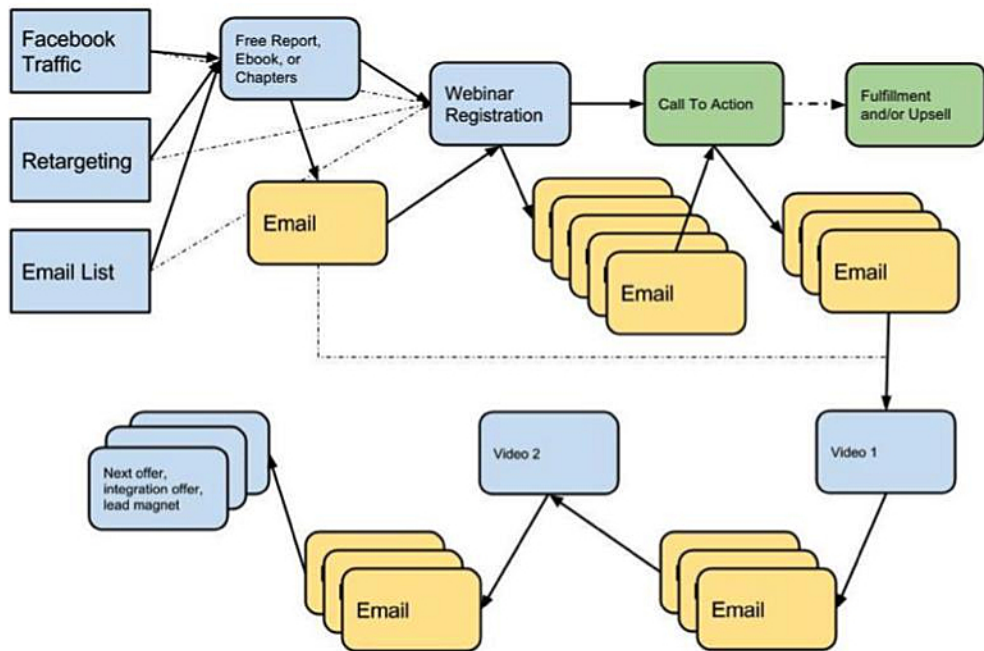 Facebook
Traffic
Free Report,
Ebook, or
Chapters
Webinar
Registration
Call To Action
Fulfillment
and/or Upsell
Retargeting
Email
Email List
Email
Email
Next offer,
integration offer,
lead magnet
Video 2
Video 1
Email
Email